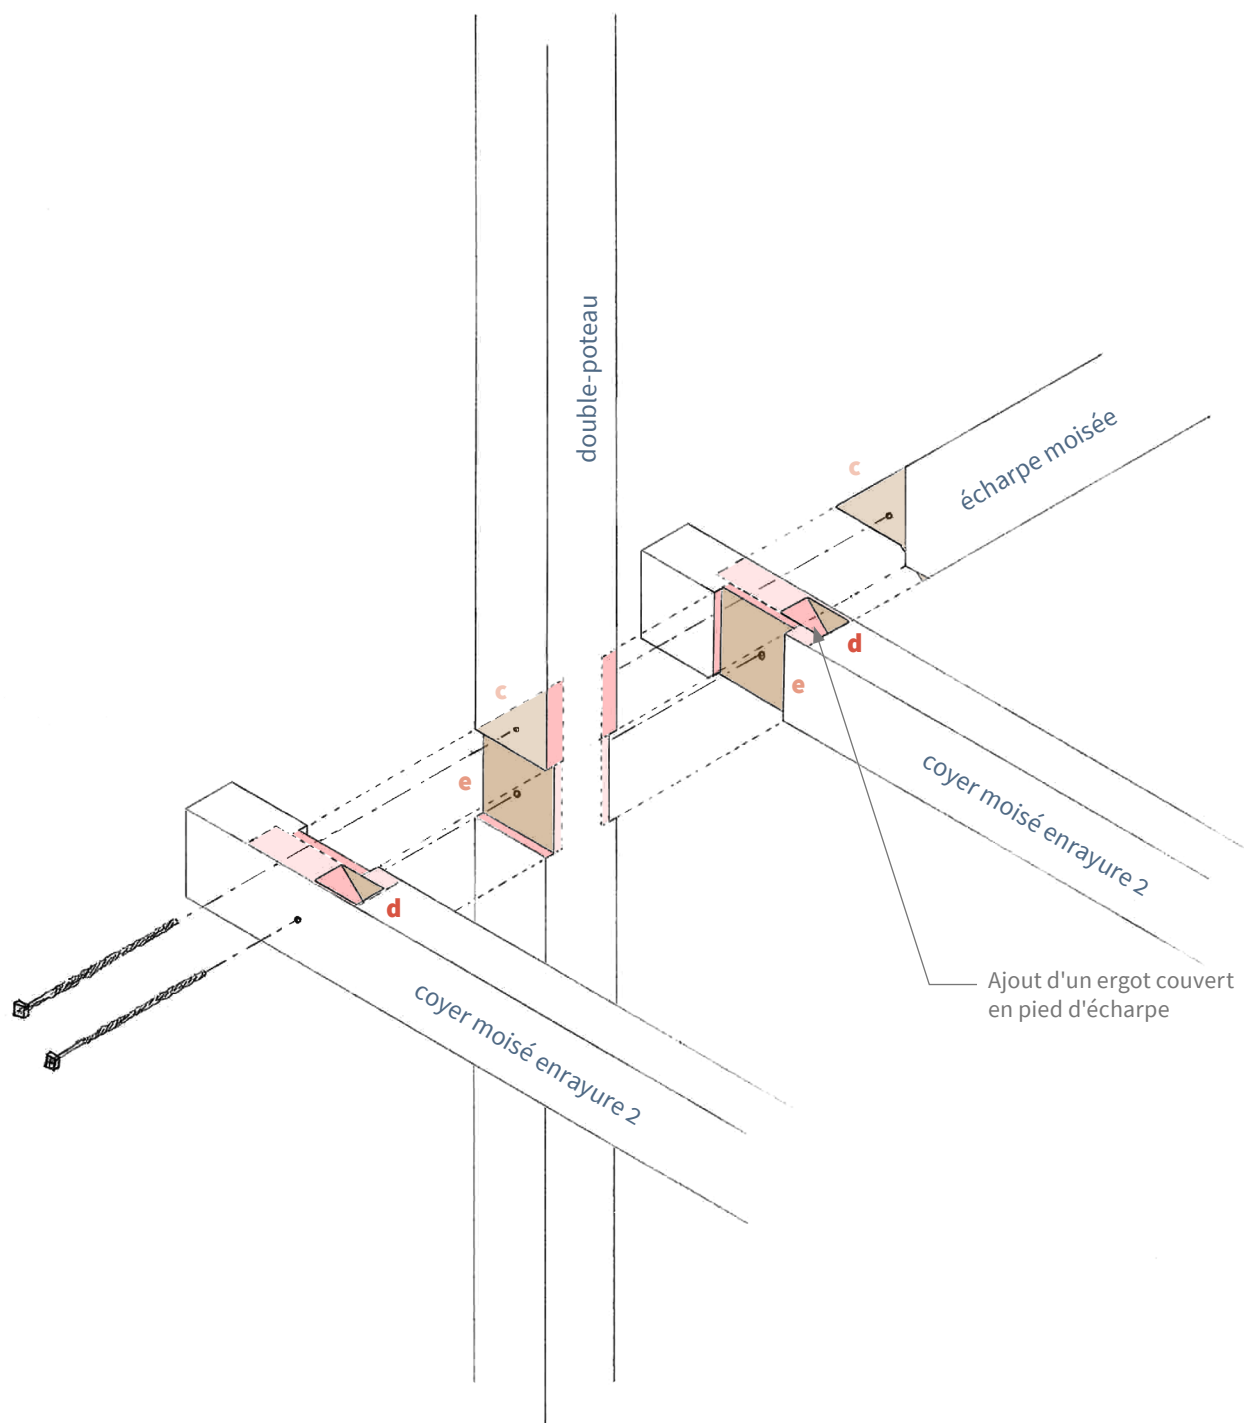 double-poteau
écharpe moisée
c
d
e
c
e
coyer moisé enrayure 2
d
Ajout d'un ergot couvert
en pied d'écharpe
coyer moisé enrayure 2